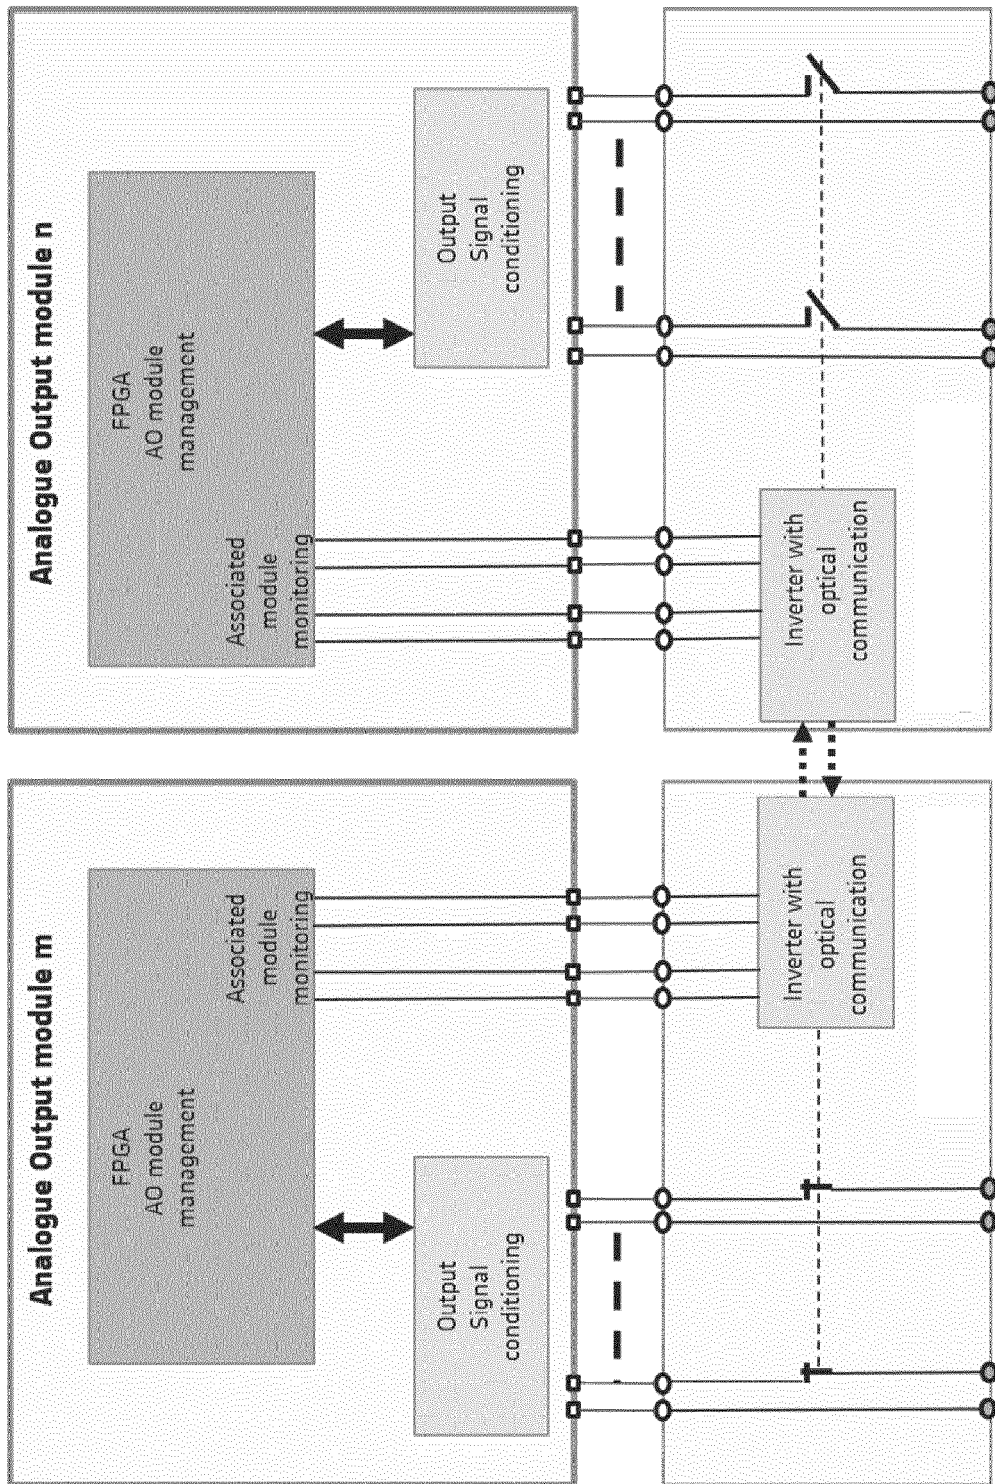 Analogue Output module m
FPGA
AO module
management
Associated
module
monitoring
Output
Signal
conditioning
Inverter with
optical
communication
Analogue Output module n
FPGA
AO module
management
Associated
module
monitoring
Output
Signal
conditioning
Inverter with
optical
communication